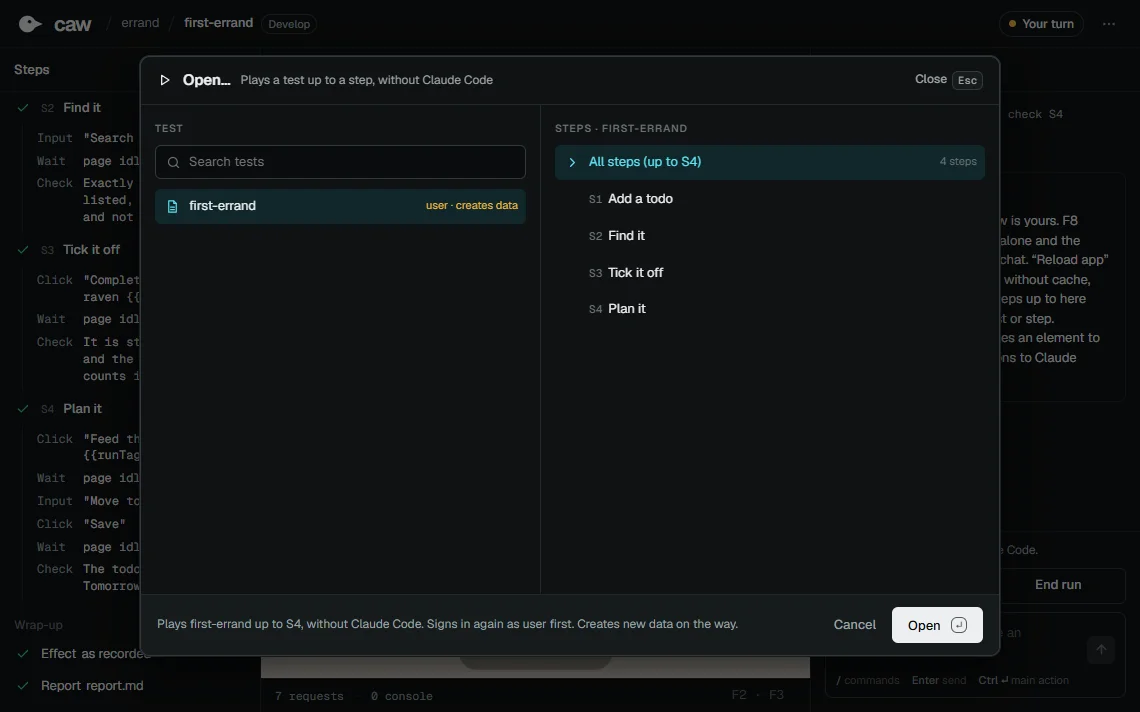 caw / errand / first-errand Develop
Your turn
Steps
S2 Find it
Input "Search
Wait page idl
Check Exactly
listed,
and not
S3 Tick it off
Click "Complet
raven {{
Wait page idl
Check It is st
and the
counts i
S4 Plan it
Click "Feed th
{{runTag
Wait page idl
Input "Move to
Click "Save"
Wait page idl
Check The todo
Tomorrow
Wrap-up
Effect as recorded
Report report.md
Open… Plays a test up to a step, without Claude Code
Close Esc
TEST
Search tests
first-errand user · creates data
STEPS · FIRST-ERRAND
All steps (up to S4) 4 steps
S1 Add a todo
S2 Find it
S3 Tick it off
S4 Plan it
Plays first-errand up to S4, without Claude Code. Signs in again as user first. Creates new data on the way.
Cancel
Open
7 requests 0 console
F2 · F3
check S4
w is yours. F8
alone and the
chat. “Reload app”
without cache,
eps up to here
t or step.
es an element to
ns to Claude
Code.
End run
an
/ commands Enter send Ctrl ↵ main action